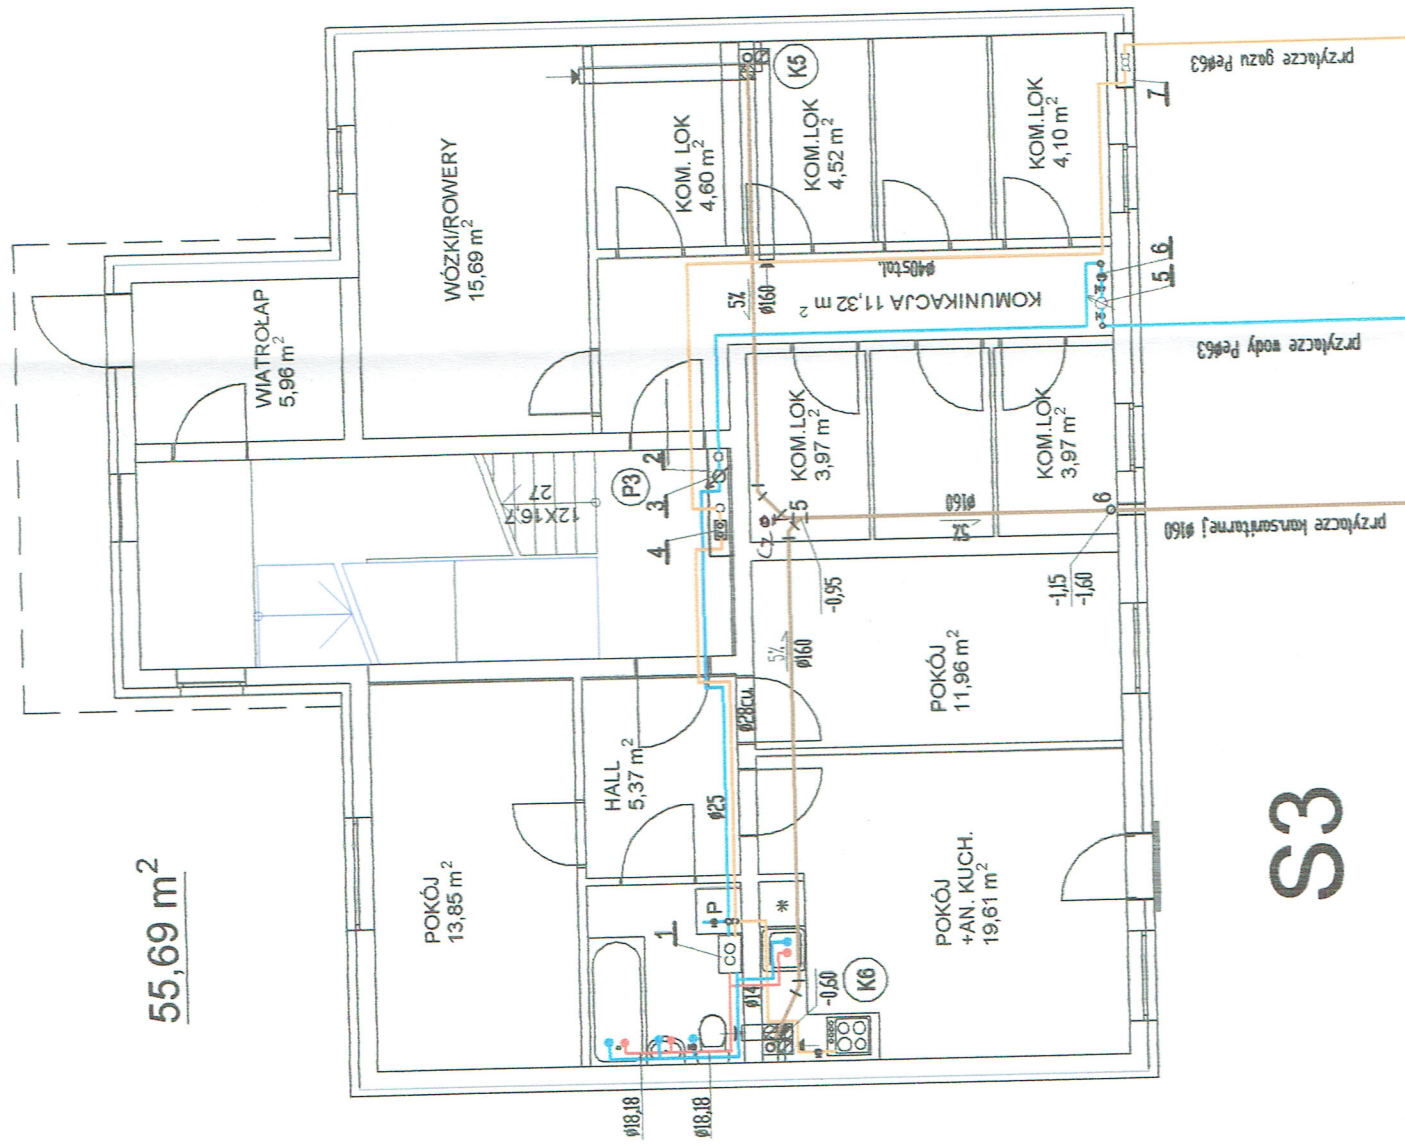 55,69 m²
WIATROŁAP
5,96 m²
WÓZKI/ROWERY
15,69 m²
KOM. LOK
4,60 m²
KOM.LOK
4,52 m²
KOM.LOK
4,10 m²
K5
przyłącze gazu Peø63
7
5%
ø160
ø40stal.
KOMUNIKACJA 11,32 m²
5
6
przyłącze wody Peø63
12X16,7
27
P3
2
3
4
KOM.LOK
3,97 m²
KOM.LOK
3,97 m²
Cz
5
-0,95
ø160
5%
6
-1,15
-1,60
przyłącze kan.sanitarnej ø160
POKÓJ
13,85 m²
HALL
5,37 m²
ø25
ø28cu.
5%
ø160
POKÓJ
11,96 m²
POKÓJ
+AN. KUCH.
19,61 m²
1
P
CO
*
ø14
-0,60
K6
ø18,18
ø18,18
S3